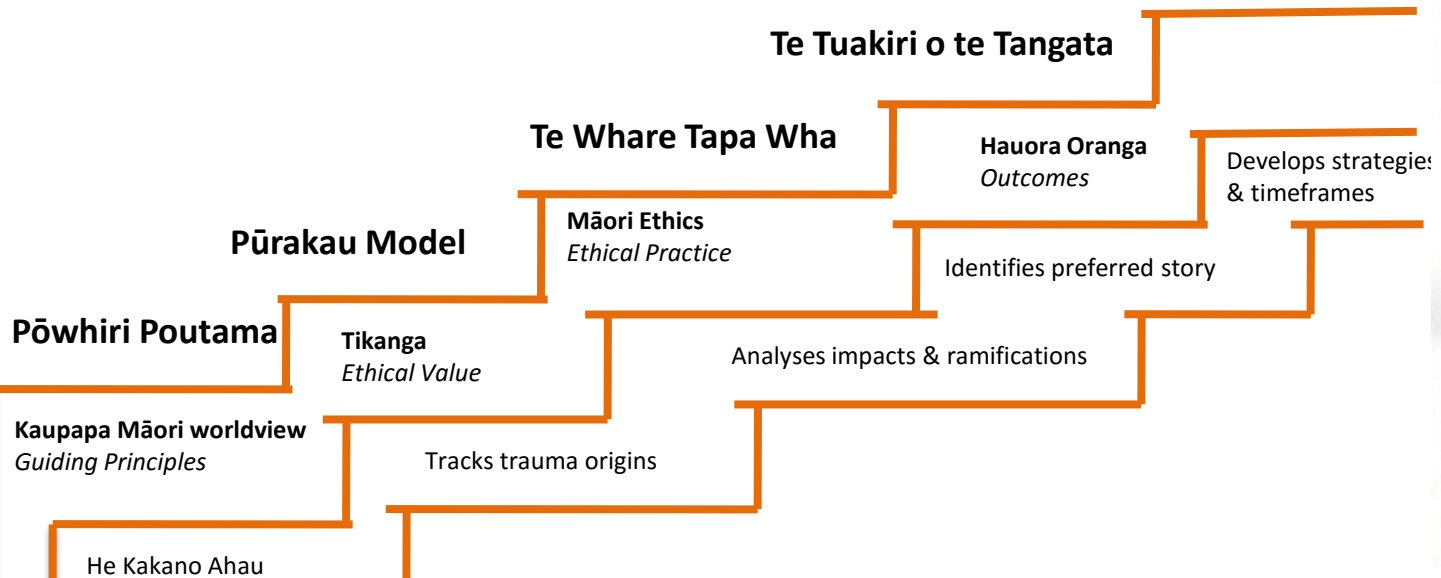 Te Tuakiri o te Tangata
Te Whare Tapa Wha
Hauora Oranga
Outcomes
Develops strategies
& timeframes
Pūrakau Model
Māori Ethics
Ethical Practice
Identifies preferred story
Pōwhiri Poutama
Tikanga
Ethical Value
Analyses impacts & ramifications
Kaupapa Māori worldview
Guiding Principles
Tracks trauma origins
He Kakano Ahau